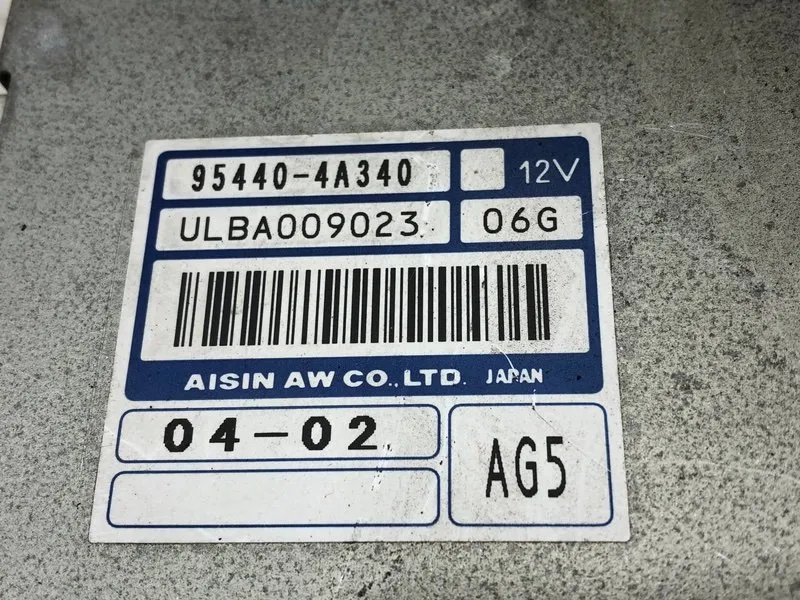 95440-4A340
12V
ULBA009023
06G
AISIN AW CO.,LTD. JAPAN
04-02
AG5